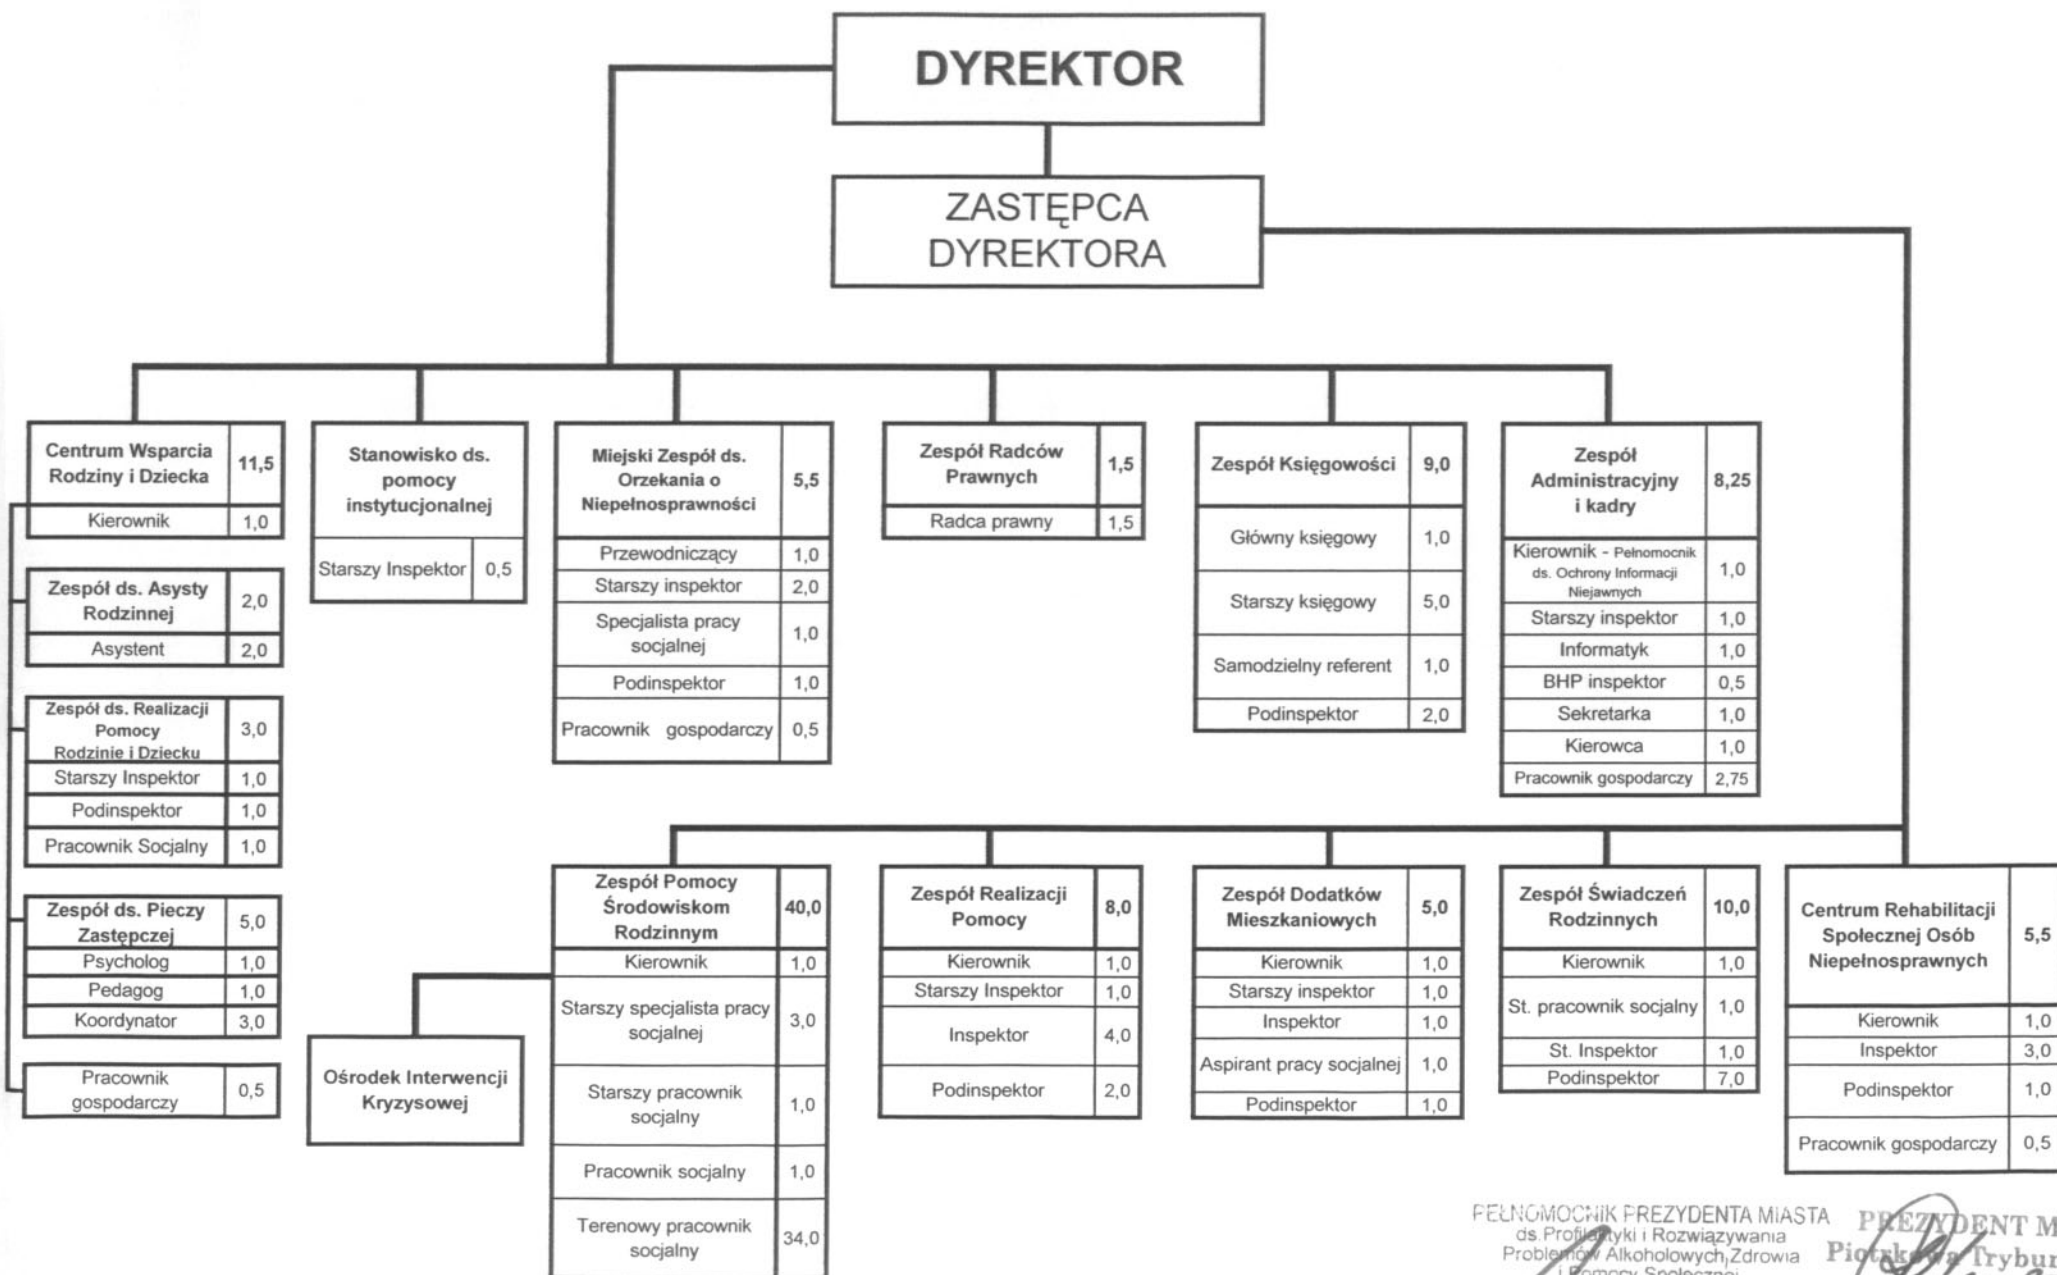 DYREKTOR
ZASTĘPCA
DYREKTORA
Centrum Wsparcia
Rodziny i Dziecka
11,5
Kierownik 1,0
Zespół ds. Asysty
Rodzinnej
2,0
Asystent 2,0
Zespół ds. Realizacji
Pomocy
Rodzinie i Dziecku
3,0
Starszy Inspektor 1,0
Podinspektor 1,0
Pracownik Socjalny 1,0
Zespół ds. Pieczy
Zastępczej
5,0
Psycholog 1,0
Pedagog 1,0
Koordynator 3,0
Pracownik
gospodarczy
0,5
Stanowisko ds.
pomocy
instytucjonalnej
Starszy Inspektor 0,5
Miejski Zespół ds.
Orzekania o
Niepełnosprawności
5,5
Przewodniczący 1,0
Starszy inspektor 2,0
Specjalista pracy
socjalnej
1,0
Podinspektor 1,0
Pracownik gospodarczy 0,5
Zespół Radców
Prawnych
1,5
Radca prawny 1,5
Zespół Księgowości 9,0
Główny księgowy 1,0
Starszy księgowy 5,0
Samodzielny referent 1,0
Podinspektor 2,0
Zespół
Administracyjny
i kadry
8,25
Kierownik - Pełnomocnik
ds. Ochrony Informacji
Niejawnych
1,0
Starszy inspektor 1,0
Informatyk 1,0
BHP inspektor 0,5
Sekretarka 1,0
Kierowca 1,0
Pracownik gospodarczy 2,75
Ośrodek Interwencji
Kryzysowej
Zespół Pomocy
Środowiskom
Rodzinnym
40,0
Kierownik 1,0
Starszy specjalista pracy
socjalnej
3,0
Starszy pracownik
socjalny
1,0
Pracownik socjalny 1,0
Terenowy pracownik
socjalny
34,0
Zespół Realizacji
Pomocy
8,0
Kierownik 1,0
Starszy Inspektor 1,0
Inspektor 4,0
Podinspektor 2,0
Zespół Dodatków
Mieszkaniowych
5,0
Kierownik 1,0
Starszy inspektor 1,0
Inspektor 1,0
Aspirant pracy socjalnej 1,0
Podinspektor 1,0
Zespół Świadczeń
Rodzinnych
10,0
Kierownik 1,0
St. pracownik socjalny 1,0
St. Inspektor 1,0
Podinspektor 7,0
Centrum Rehabilitacji
Społecznej Osób
Niepełnosprawnych
5,5
Kierownik 1,0
Inspektor 3,0
Podinspektor 1,0
Pracownik gospodarczy 0,5
PEŁNOMOCNIK PREZYDENTA MIASTA
ds. Profilaktyki i Rozwiązywania
Problemów Alkoholowych, Zdrowia
i Pomocy Społecznej
PREZYDENT M
Piotrkowa Trybun